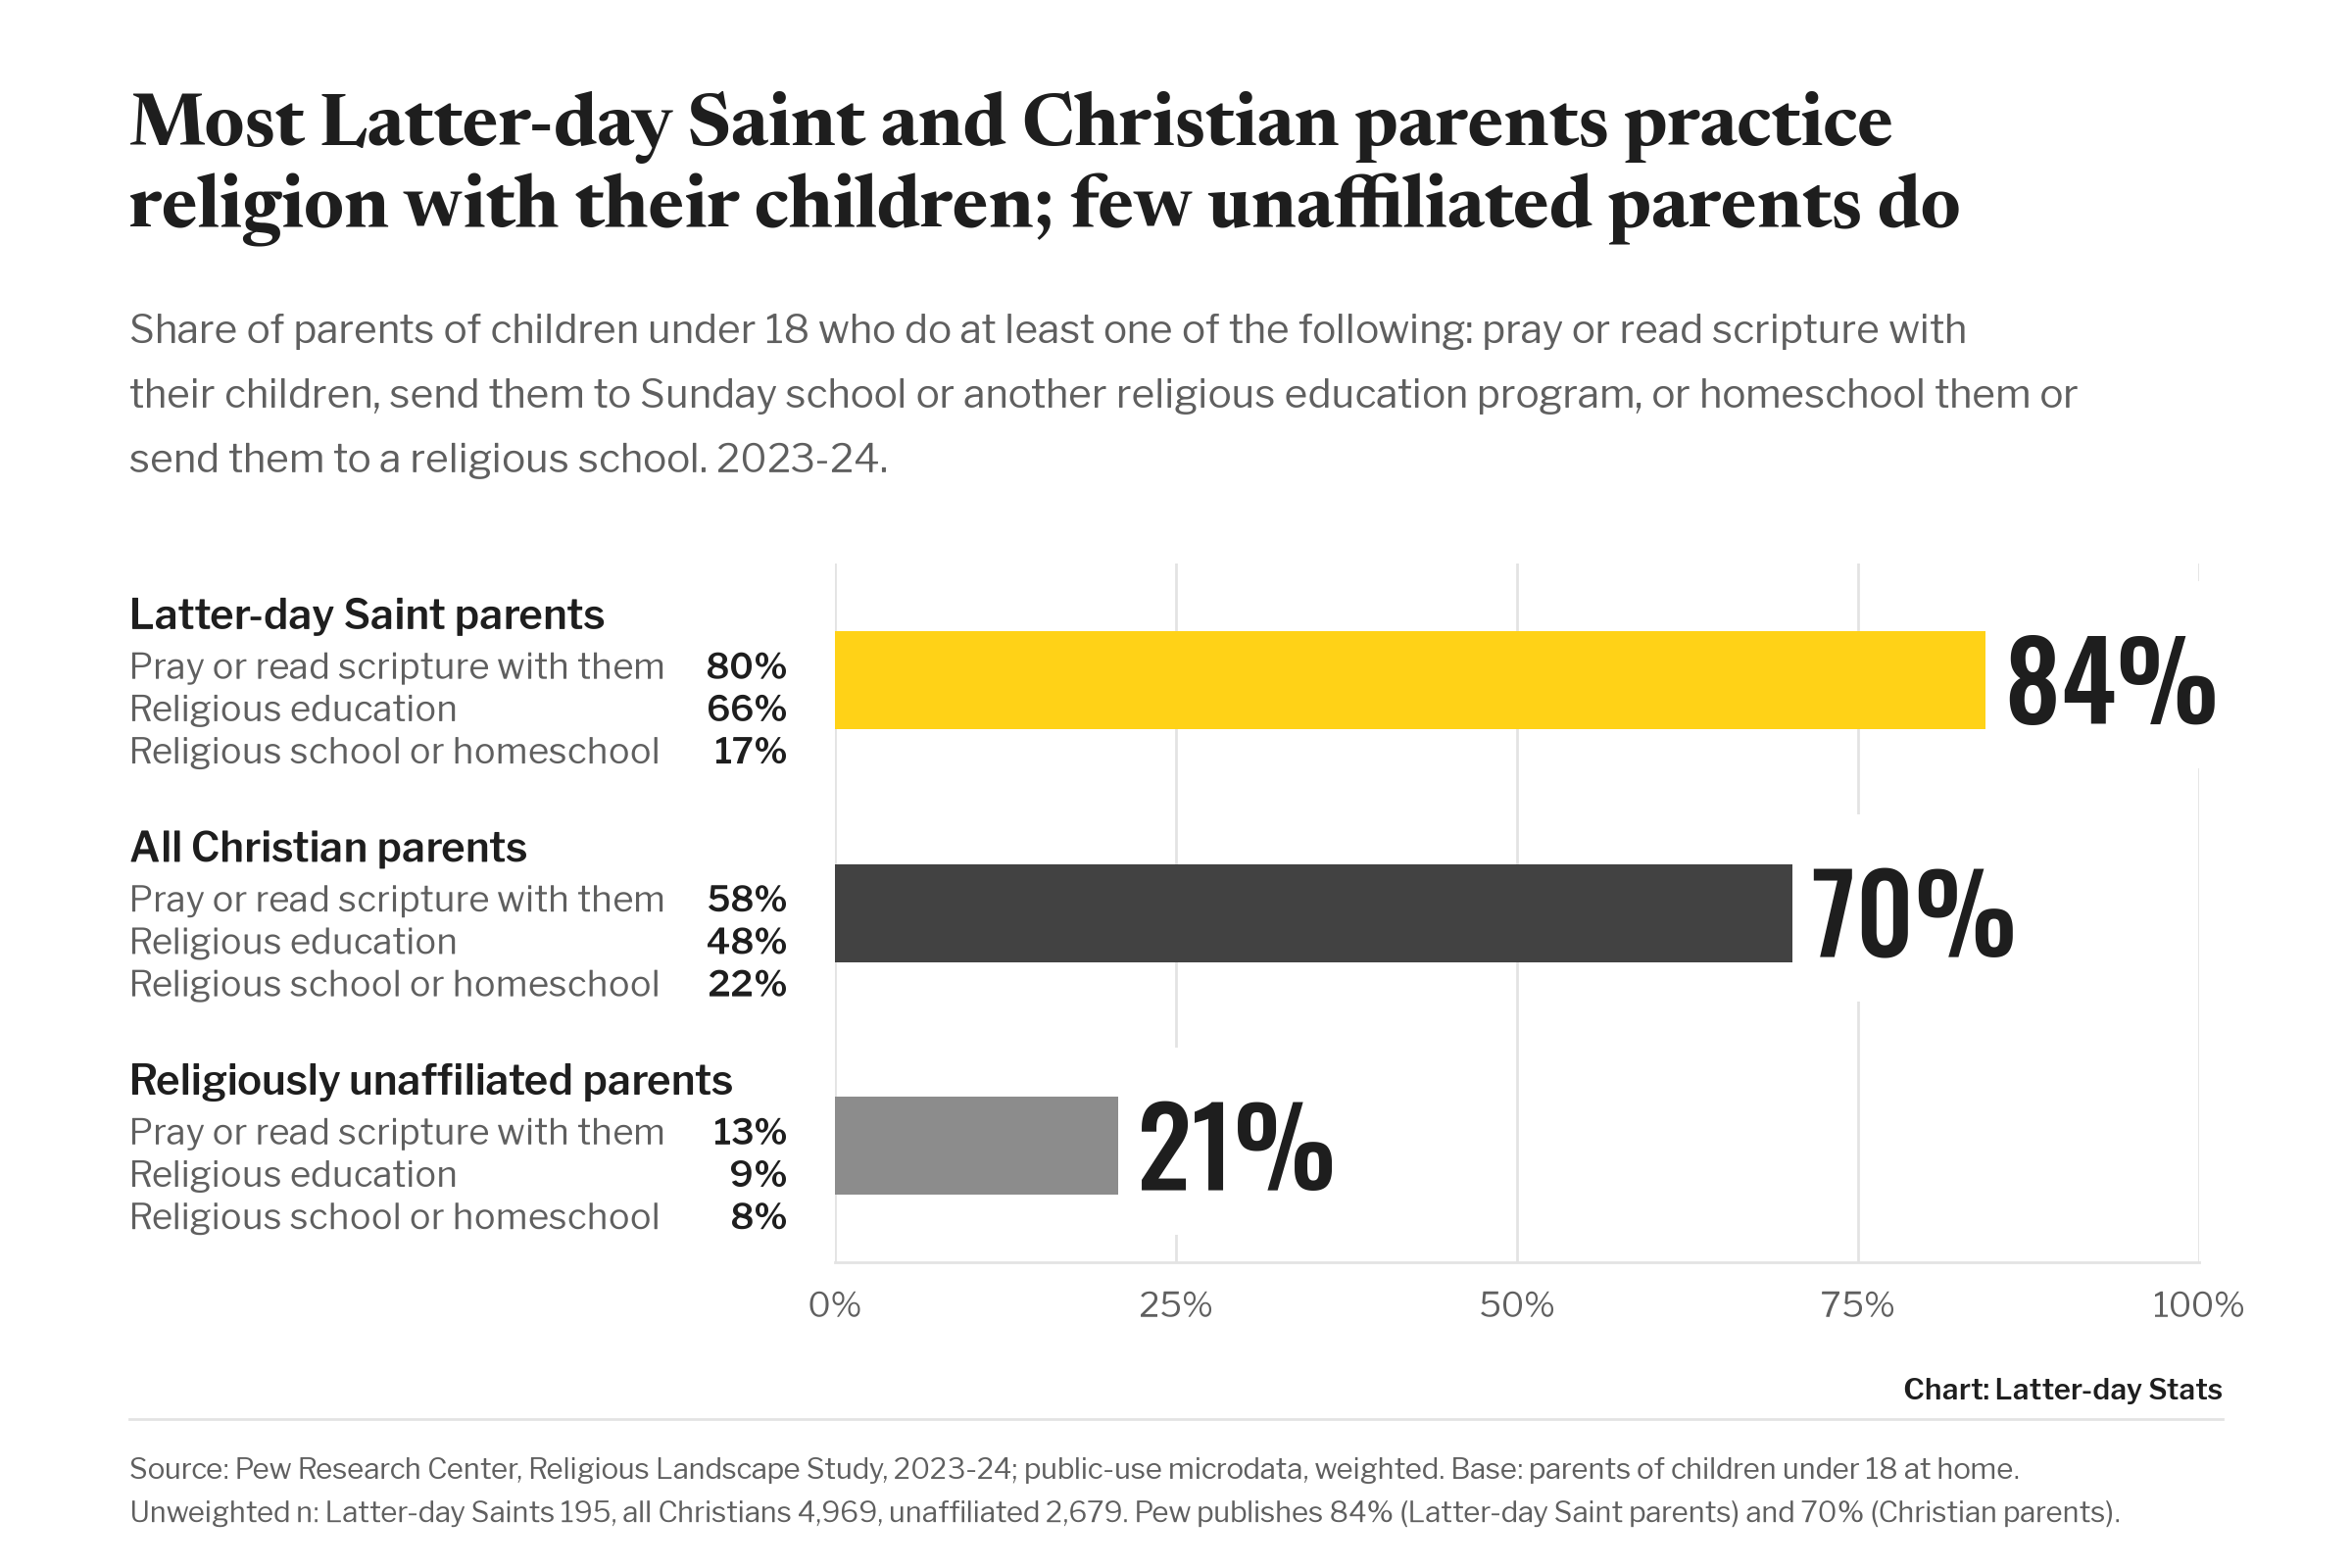 Most Latter-day Saint and Christian parents practice
religion with their children; few unaffiliated parents do
Share of parents of children under 18 who do at least one of the following: pray or read scripture with
their children, send them to Sunday school or another religious education program, or homeschool them or
send them to a religious school. 2023-24.
Latter-day Saint parents
Pray or read scripture with them 80%
Religious education 66%
Religious school or homeschool 17%
84%
All Christian parents
Pray or read scripture with them 58%
Religious education 48%
Religious school or homeschool 22%
70%
Religiously unaffiliated parents
Pray or read scripture with them 13%
Religious education 9%
Religious school or homeschool 8%
21%
0% 25% 50% 75% 100%
Chart: Latter-day Stats
Source: Pew Research Center, Religious Landscape Study, 2023-24; public-use microdata, weighted. Base: parents of children under 18 at home.
Unweighted n: Latter-day Saints 195, all Christians 4,969, unaffiliated 2,679. Pew publishes 84% (Latter-day Saint parents) and 70% (Christian parents).